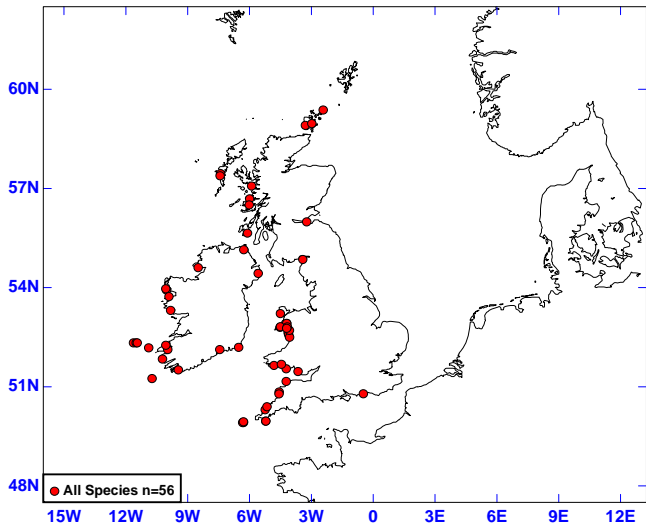 60N
57N
54N
51N
48N
All Species n=56
15W 12W 9W 6W 3W 0 3E 6E 9E 12E